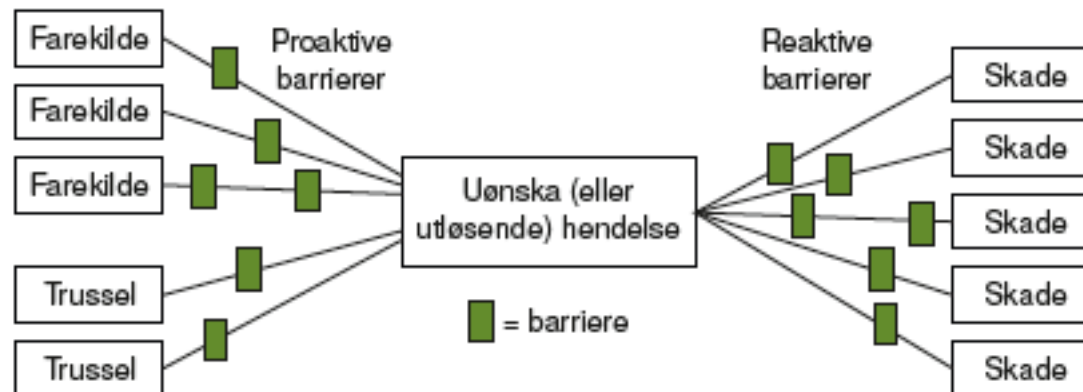 Farekilde
Farekilde
Farekilde
Trussel
Trussel
Proaktive
barrierer
Uønska (eller
utløsende) hendelse
= barriere
Reaktive
barrierer
Skade
Skade
Skade
Skade
Skade